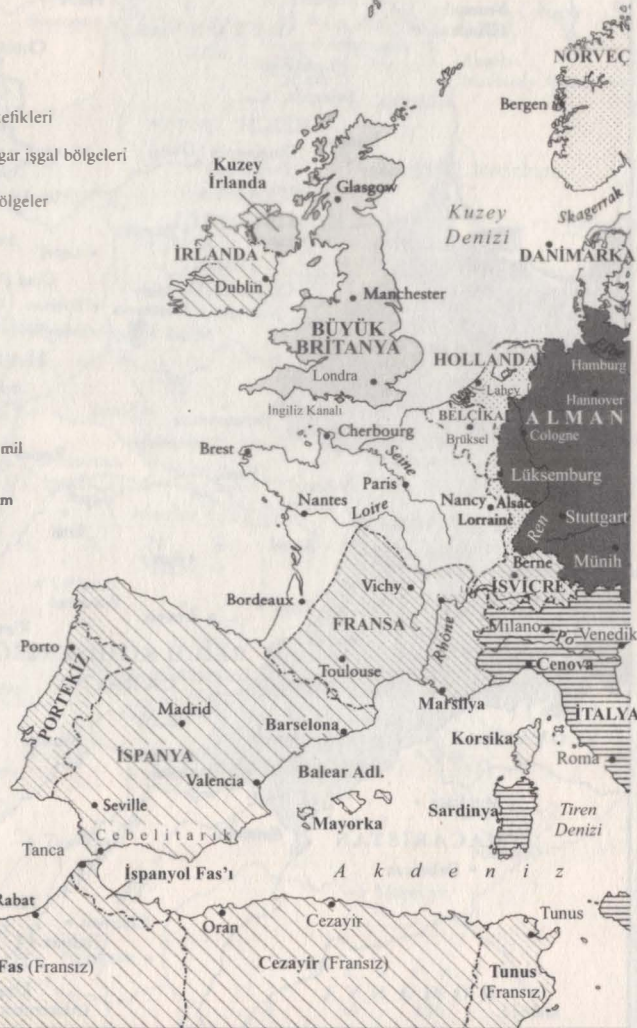 NORVEÇ
Bergen
efikleri
gar işgal bölgeleri
ölgeler
Kuzey
İrlanda
Glasgow
Kuzey
Denizi
Skagerrak
DANİMARKA
İRLANDA
Dublin
Manchester
BÜYÜK
BRİTANYA
Londra
HOLLANDA
Lahey
Elbe
Hamburg
Hannover
İngiliz Kanalı
BELÇİKA
ALMAN
Brüksel
Cologne
mil
m
Cherbourg
Brest
Seine
Paris
Lüksemburg
Nancy
Alsace
Lorraine
Nantes
Loire
Ren
Stuttgart
Münih
Berne
İSVİÇRE
Vichy
Bordeaux
FRANSA
Rhône
Milano
Po
Venedik
Cenova
Toulouse
Marsilya
Porto
PORTEKİZ
Madrid
Barselona
İTALYA
Korsika
Roma
İSPANYA
Valencia
Balear Adl.
Mayorka
Sardinya
Tiren
Denizi
Seville
Cebelitarık
Tanca
İspanyol Fas'ı
Akdeniz
Rabat
Oran
Cezayir
Tunus
Fas (Fransız)
Cezayir (Fransız)
Tunus
(Fransız)